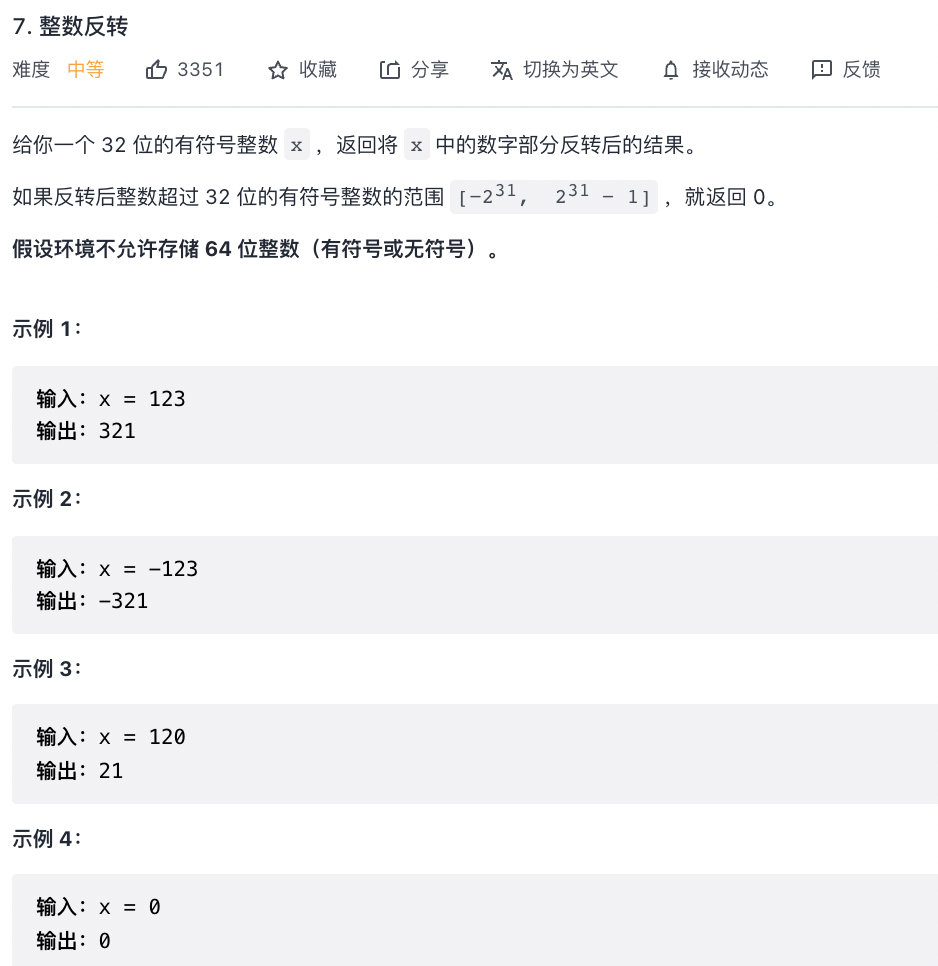 7. 整数反转
难度 中等 3351 收藏 分享 切换为英文 接收动态 反馈
给你一个 32 位的有符号整数 x ，返回将 x 中的数字部分反转后的结果。
如果反转后整数超过 32 位的有符号整数的范围 [−2³¹, 2³¹ − 1] ，就返回 0。
假设环境不允许存储 64 位整数（有符号或无符号）。
示例 1：
输入：x = 123
输出：321
示例 2：
输入：x = -123
输出：-321
示例 3：
输入：x = 120
输出：21
示例 4：
输入：x = 0
输出：0